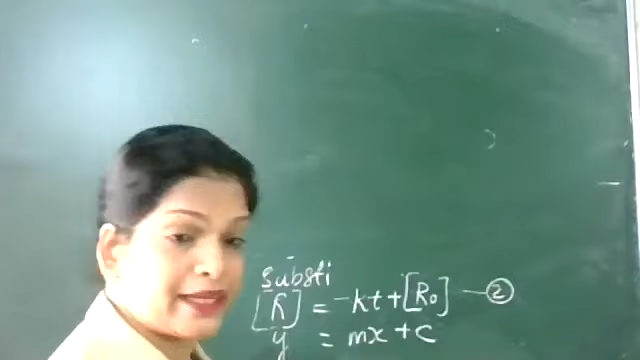 substi
[R] = -kt + [R₀] — ②
y = mx + c